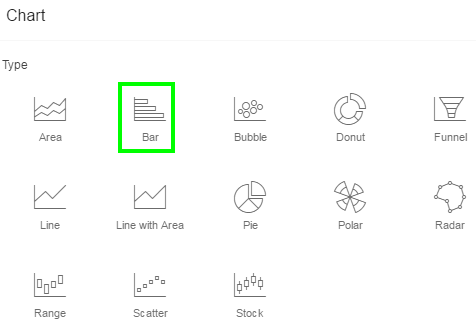 Chart
Type
Area Bar Bubble Donut Funnel
Line Line with Area Pie Polar Radar
Range Scatter Stock